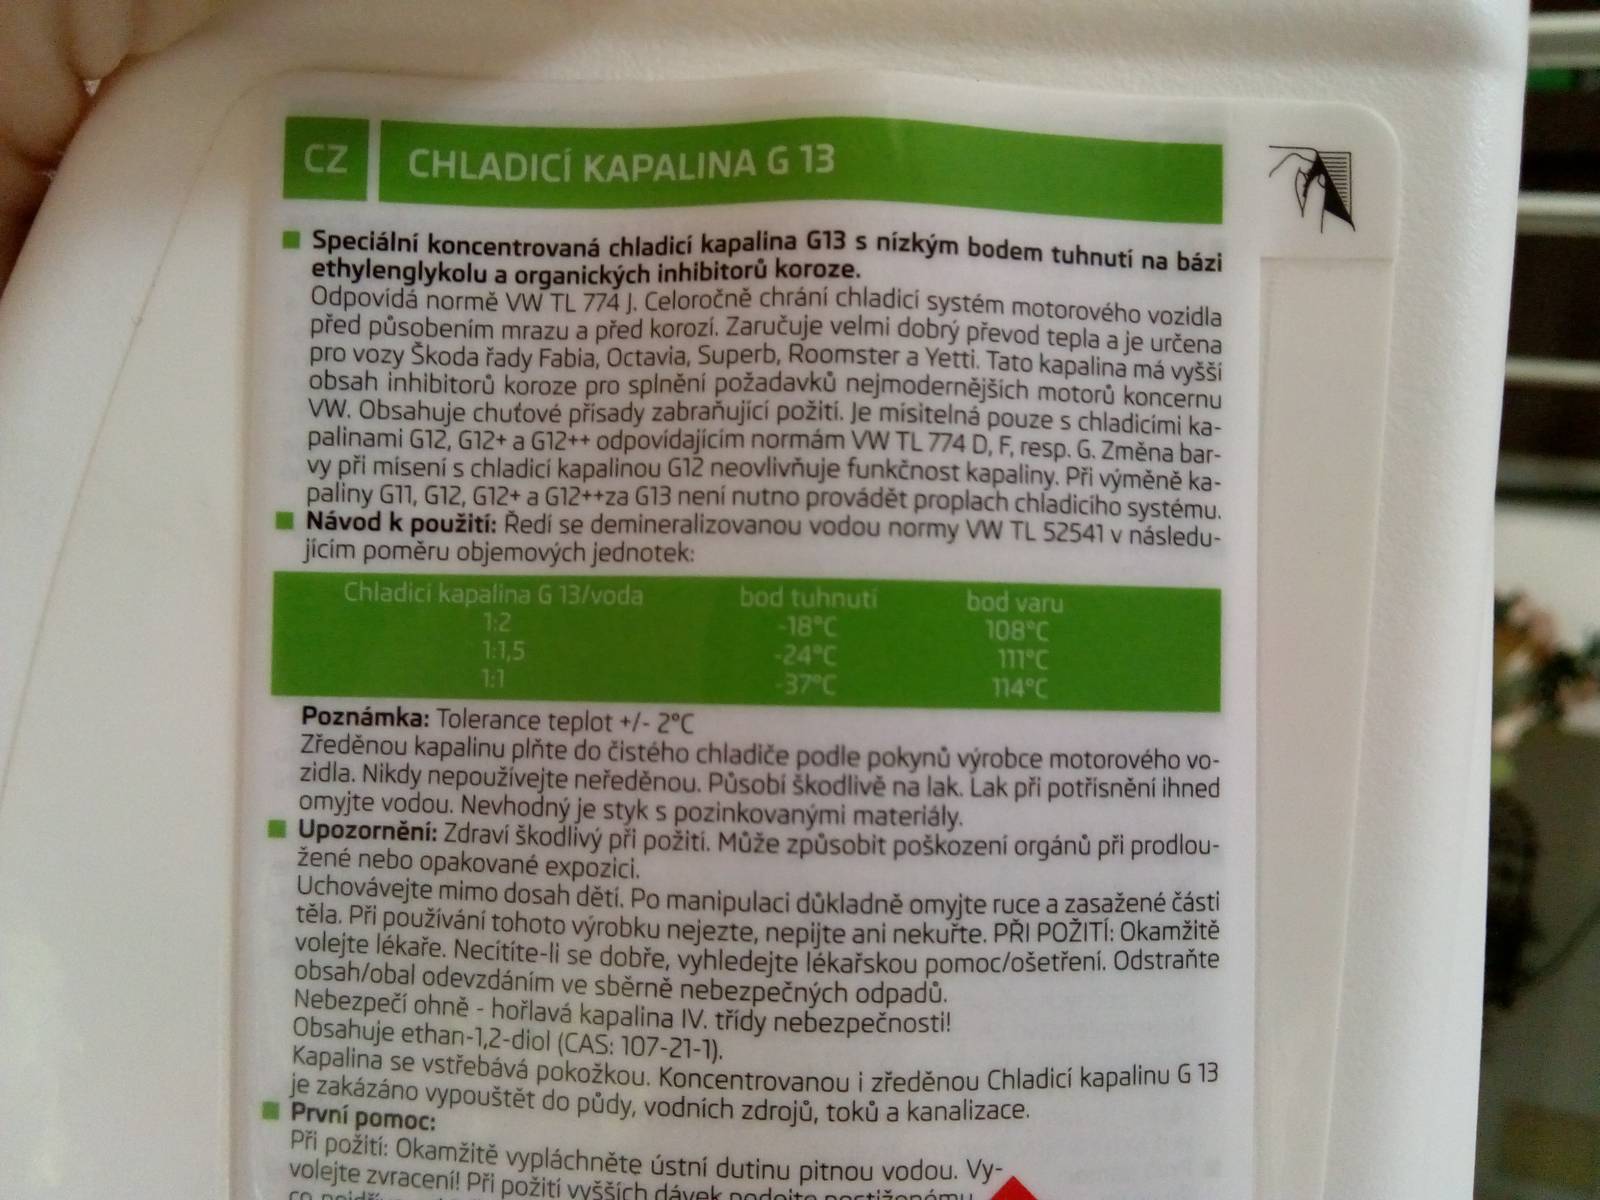 CZ
CHLADICÍ KAPALINA G 13
Speciální koncentrovaná chladicí kapalina G13 s nízkým bodem tuhnutí na bázi
ethylenglykolu a organických inhibitorů koroze.
Odpovídá normě VW TL 774 J. Celoročně chrání chladicí systém motorového vozidla
před působením mrazu a před korozí. Zaručuje velmi dobrý převod tepla a je určena
pro vozy Škoda řady Fabia, Octavia, Superb, Roomster a Yetti. Tato kapalina má vyšší
obsah inhibitorů koroze pro splnění požadavků nejmodernějších motorů koncernu
VW. Obsahuje chuťové přísady zabraňující požití. Je mísitelná pouze s chladicími ka-
palinami G12, G12+ a G12++ odpovídajícím normám VW TL 774 D, F, resp. G. Změna bar-
vy při mísení s chladicí kapalinou G12 neovlivňuje funkčnost kapaliny. Při výměně ka-
paliny G11, G12, G12+ a G12++za G13 není nutno provádět proplach chladicího systému.
Návod k použití: Ředí se demineralizovanou vodou normy VW TL 52541 v následu-
jícím poměru objemových jednotek:
Chladicí kapalina G 13/voda bod tuhnutí bod varu
1:2 -18°C 108°C
1:1,5 -24°C 111°C
1:1 -37°C 114°C
Poznámka: Tolerance teplot +/- 2°C
Zředěnou kapalinu plňte do čistého chladiče podle pokynů výrobce motorového vo-
zidla. Nikdy nepoužívejte neředěnou. Působí škodlivě na lak. Lak při potřísnění ihned
omyjte vodou. Nevhodný je styk s pozinkovanými materiály.
Upozornění: Zdraví škodlivý při požití. Může způsobit poškození orgánů při prodlou-
žené nebo opakované expozici.
Uchovávejte mimo dosah dětí. Po manipulaci důkladně omyjte ruce a zasažené části
těla. Při používání tohoto výrobku nejezte, nepijte ani nekuřte. PŘI POŽITÍ: Okamžitě
volejte lékaře. Necítíte-li se dobře, vyhledejte lékařskou pomoc/ošetření. Odstraňte
obsah/obal odevzdáním ve sběrně nebezpečných odpadů.
Nebezpečí ohně - hořlavá kapalina IV. třídy nebezpečnosti!
Obsahuje ethan-1,2-diol (CAS: 107-21-1).
Kapalina se vstřebává pokožkou. Koncentrovanou i zředěnou Chladicí kapalinu G 13
je zakázáno vypouštět do půdy, vodních zdrojů, toků a kanalizace.
První pomoc:
Při požití: Okamžitě vypláchněte ústní dutinu pitnou vodou. Vy-
volejte zvracení! Při požití vyšších dávek podejte postiženému